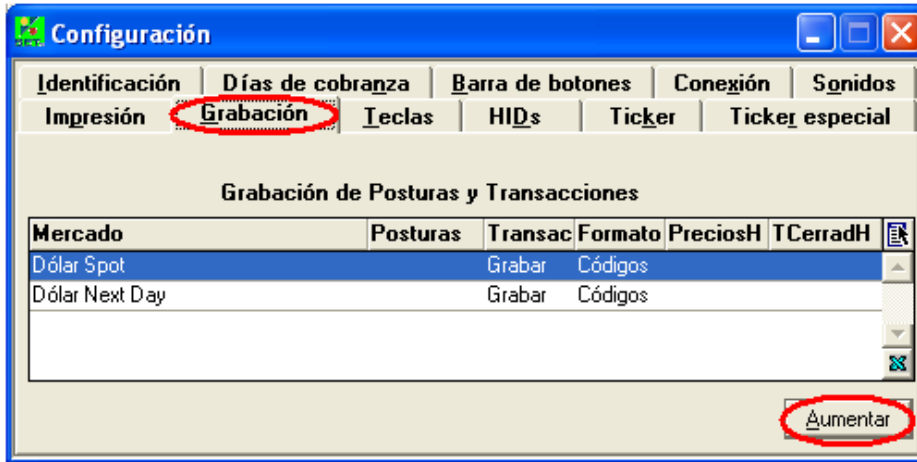 Configuración
Identificación Días de cobranza Barra de botones Conexión Sonidos
Impresión Grabación Teclas HIDs Ticker Ticker especial
Grabación de Posturas y Transacciones
Mercado Posturas Transac Formato PreciosH TCerradH
Dólar Spot Grabar Códigos
Dólar Next Day Grabar Códigos
Aumentar